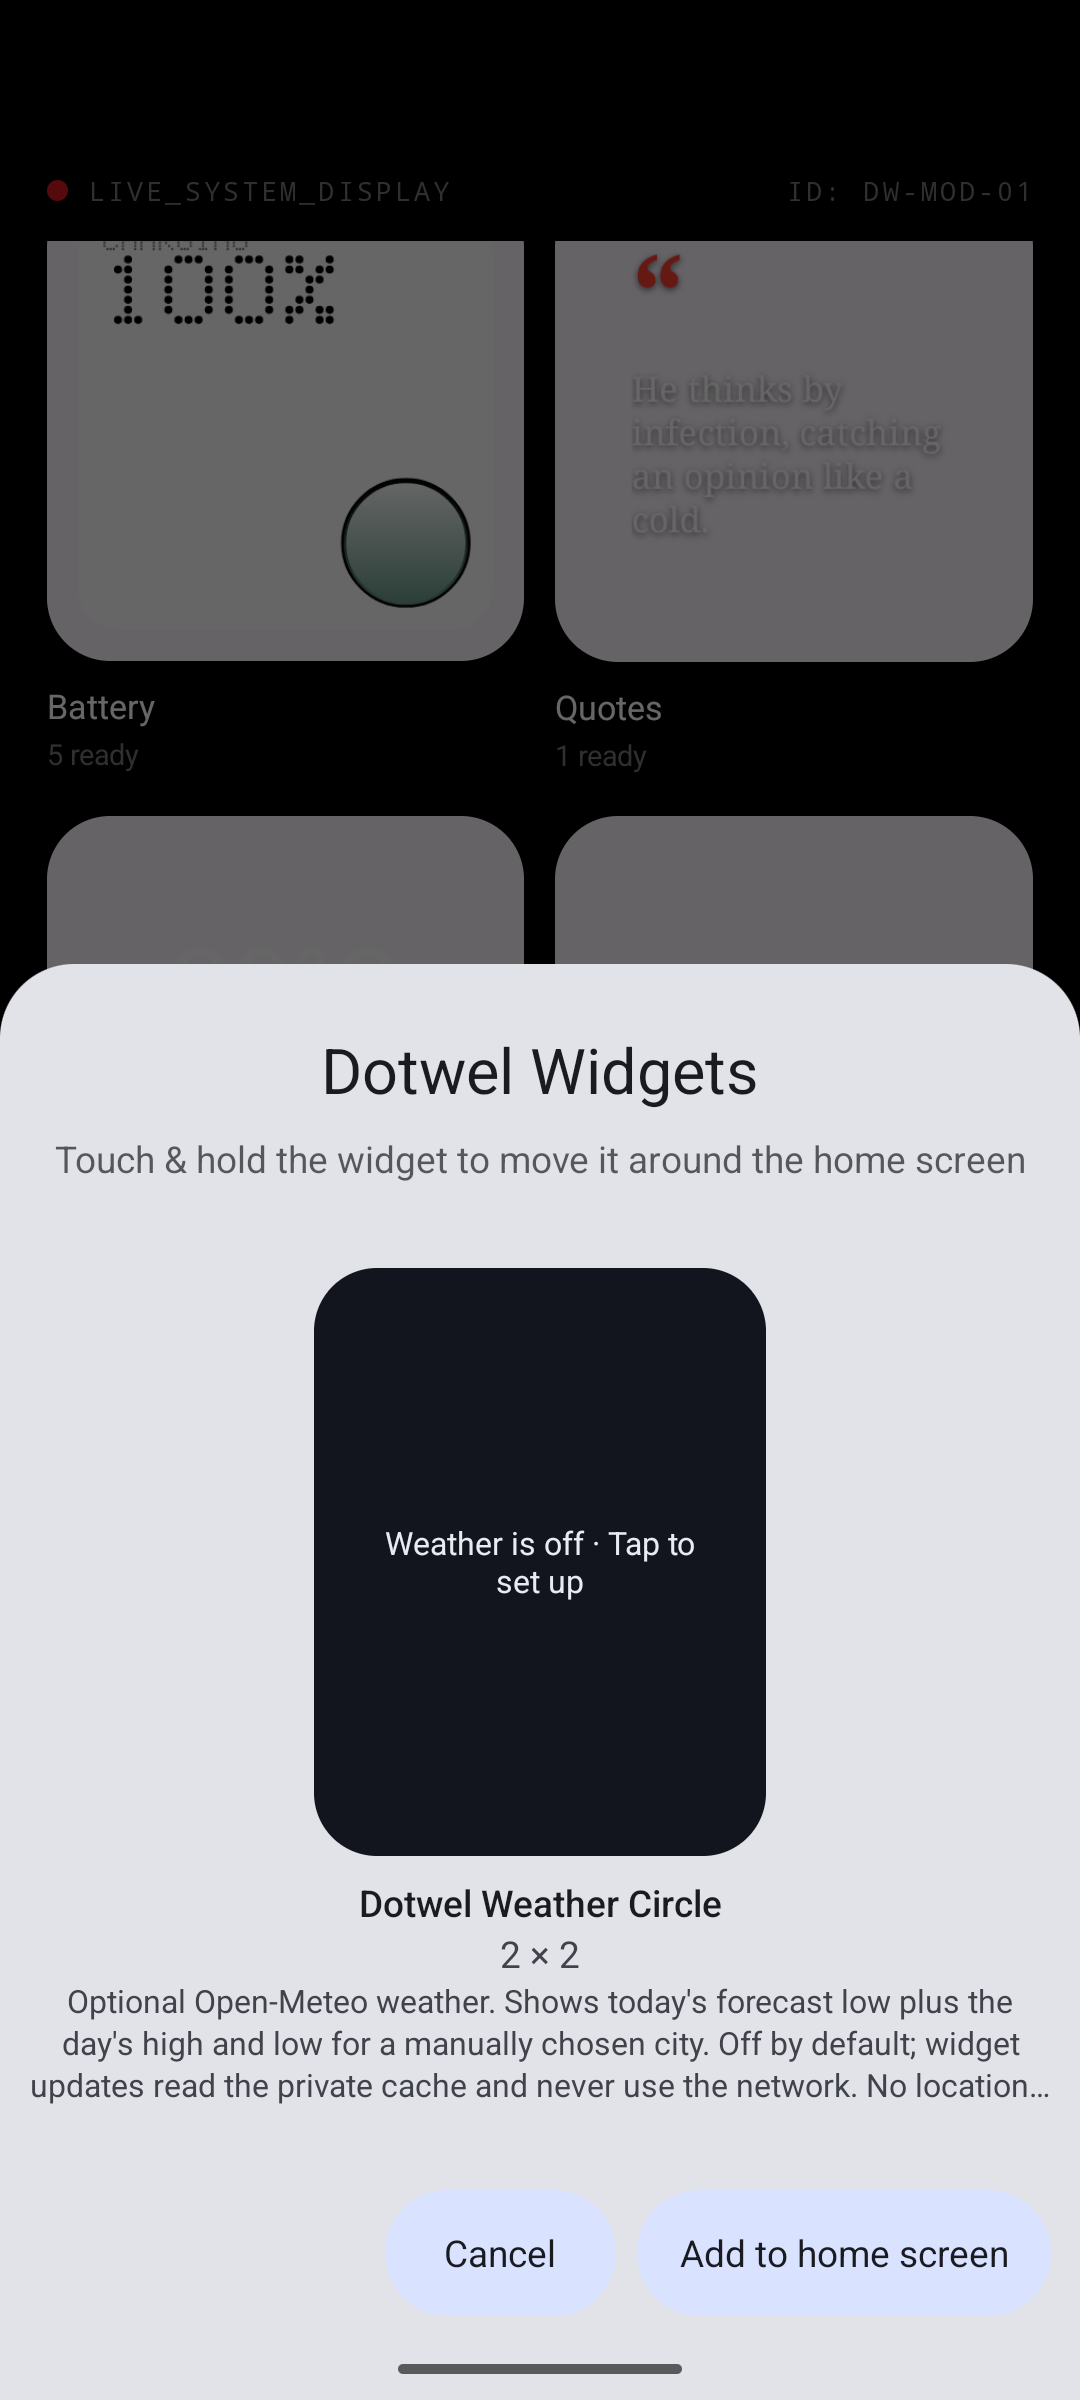 LIVE_SYSTEM_DISPLAY
ID: DW-MOD-01
100%
“
He thinks by
infection, catching
an opinion like a
cold.
Battery
5 ready
Quotes
1 ready
Dotwel Widgets
Touch & hold the widget to move it around the home screen
Weather is off · Tap to
set up
Dotwel Weather Circle
2 × 2
Optional Open-Meteo weather. Shows today's forecast low plus the
day's high and low for a manually chosen city. Off by default; widget
updates read the private cache and never use the network. No location…
Cancel
Add to home screen